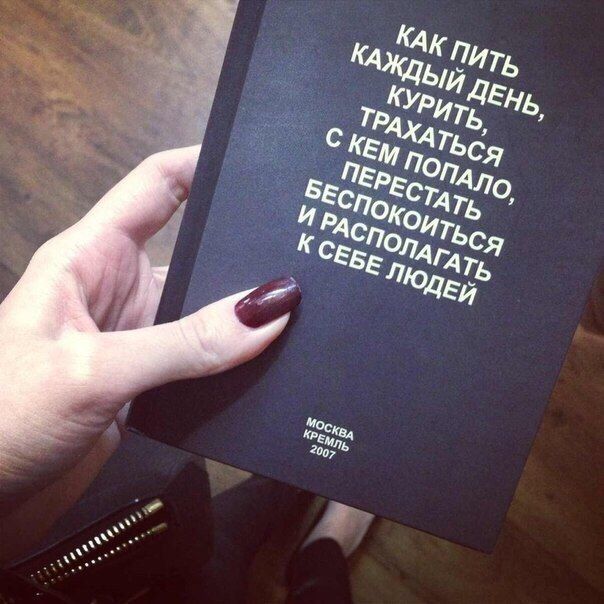 КАК ПИТЬ
КАЖДЫЙ ДЕНЬ,
КУРИТЬ,
ТРАХАТЬСЯ
С КЕМ ПОПАЛО,
ПЕРЕСТАТЬ
БЕСПОКОИТЬСЯ
И РАСПОЛАГАТЬ
К СЕБЕ ЛЮДЕЙ
МОСКВА
КРЕМЛЬ
2007